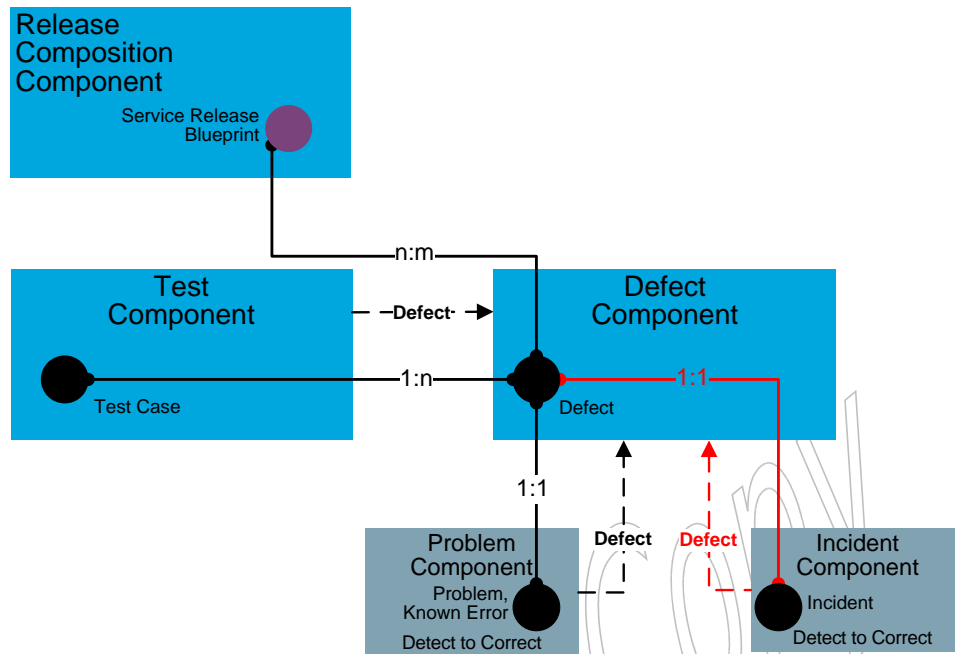 Release
Composition
Component
Service Release
Blueprint
n:m
Test
Component
Defect
Defect
Component
1:n
1:1
Test Case
Defect
1:1
Defect
Defect
Problem
Component
Problem,
Known Error
Detect to Correct
Incident
Component
Incident
Detect to Correct